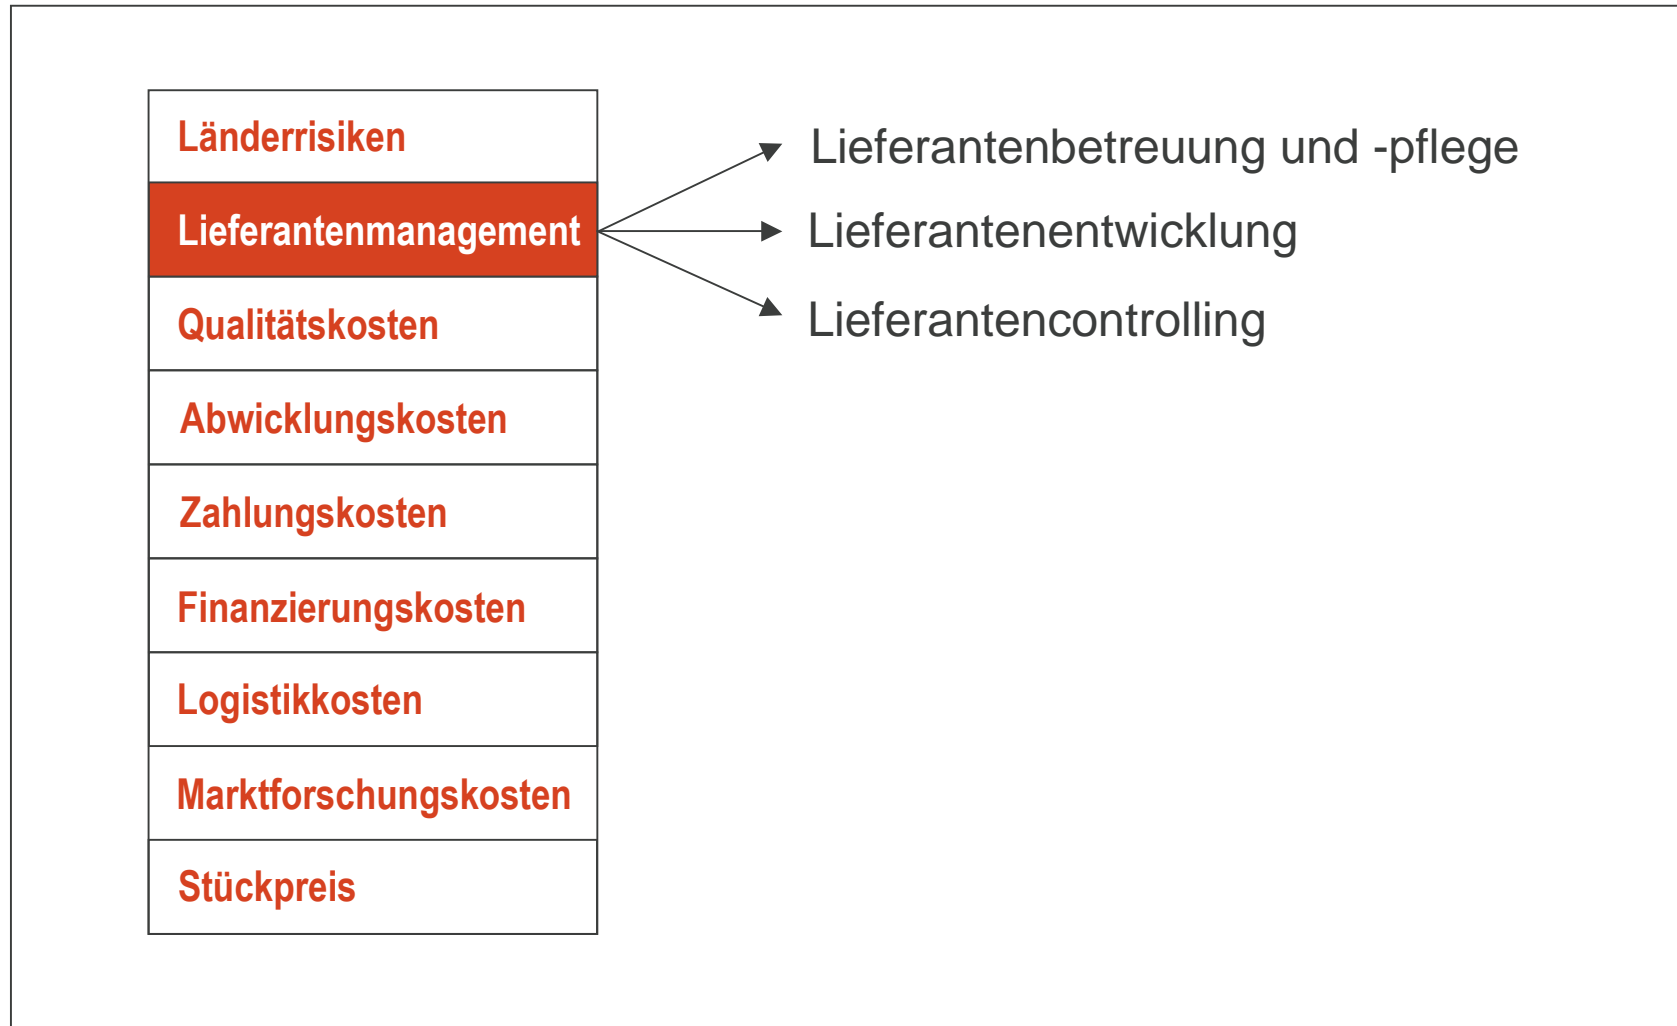 Länderrisiken
Lieferantenmanagement
Qualitätskosten
Abwicklungskosten
Zahlungskosten
Finanzierungskosten
Logistikkosten
Marktforschungskosten
Stückpreis
Lieferantenbetreuung und -pflege
Lieferantenentwicklung
Lieferantencontrolling